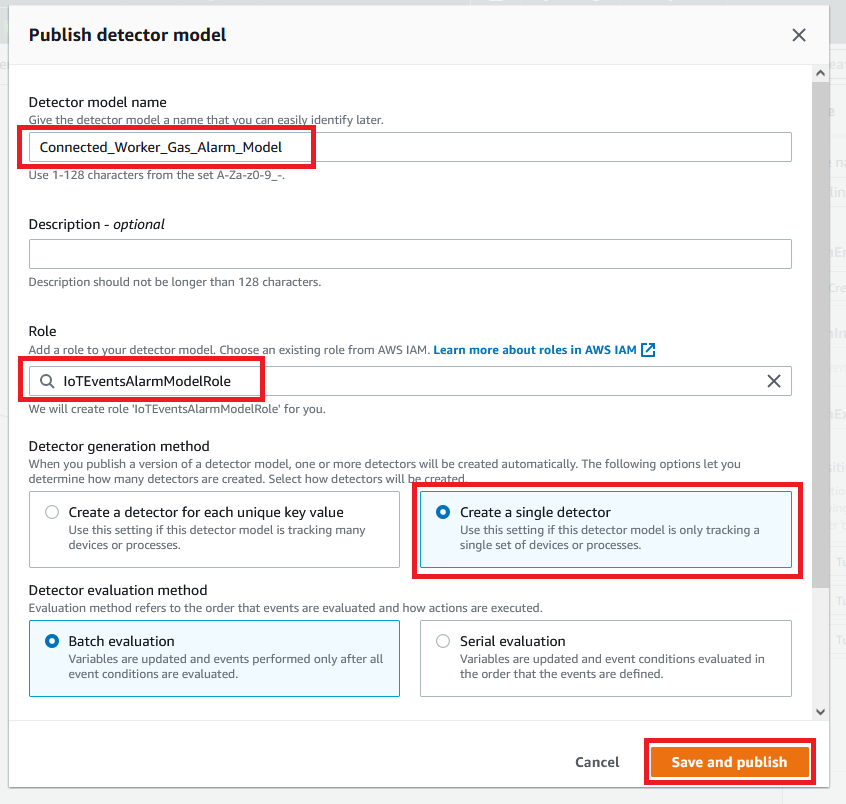 Publish detector model
Detector model name
Give the detector model a name that you can easily identify later.
Connected_Worker_Gas_Alarm_Model
Use 1-128 characters from the set A-Za-z0-9_-.
Description - optional
Description should not be longer than 128 characters.
Role
Add a role to your detector model. Choose an existing role from AWS IAM. Learn more about roles in AWS IAM
IoTEventsAlarmModelRole
We will create role 'IoTEventsAlarmModelRole' for you.
Detector generation method
When you publish a version of a detector model, one or more detectors will be created automatically. The following options let you
determine how many detectors are created. Select how detectors will be created.
Create a detector for each unique key value
Use this setting if this detector model is tracking many
devices or processes.
Create a single detector
Use this setting if this detector model is only tracking a
single set of devices or processes.
Detector evaluation method
Evaluation method refers to the order that events are evaluated and how actions are executed.
Batch evaluation
Variables are updated and events performed only after all
event conditions are evaluated.
Serial evaluation
Variables are updated and event conditions evaluated in
the order that the events are defined.
Cancel
Save and publish